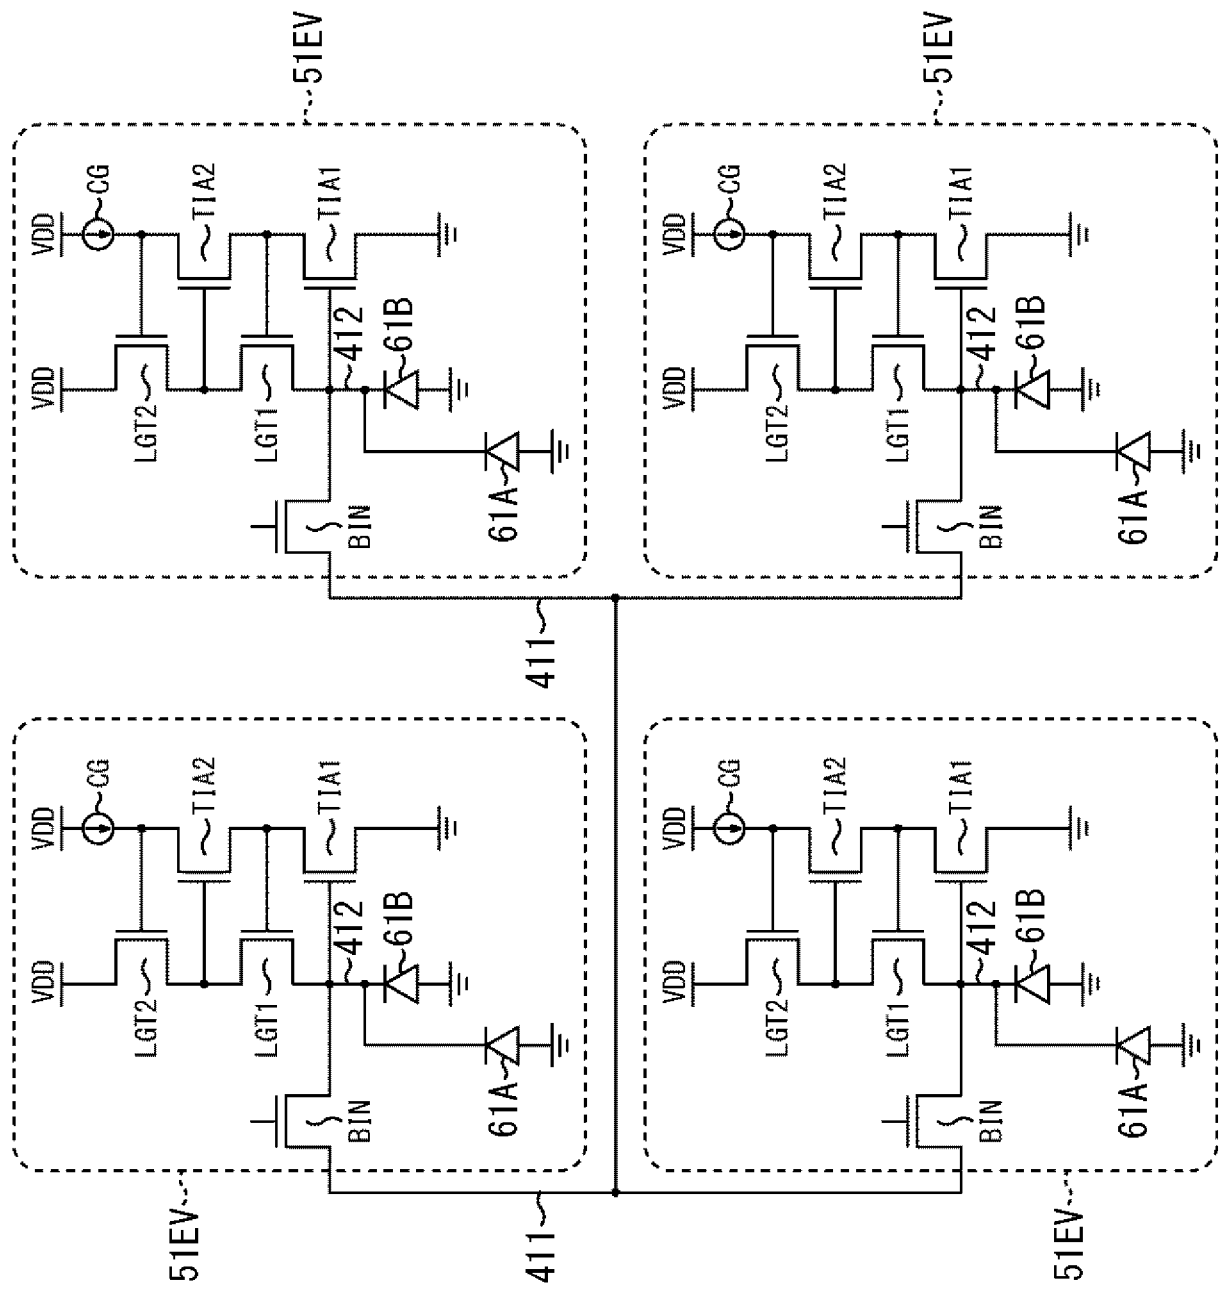 51EV
51EV
VDD
CG
TIA2
TIA1
VDD
LGT2
LGT1
412
61B
61A
BIN
VDD
CG
TIA2
TIA1
VDD
LGT2
LGT1
412
61B
61A
BIN
411
VDD
CG
TIA2
TIA1
VDD
LGT2
LGT1
412
61B
61A
BIN
VDD
CG
TIA2
TIA1
VDD
LGT2
LGT1
412
61B
61A
BIN
51EV
411
51EV